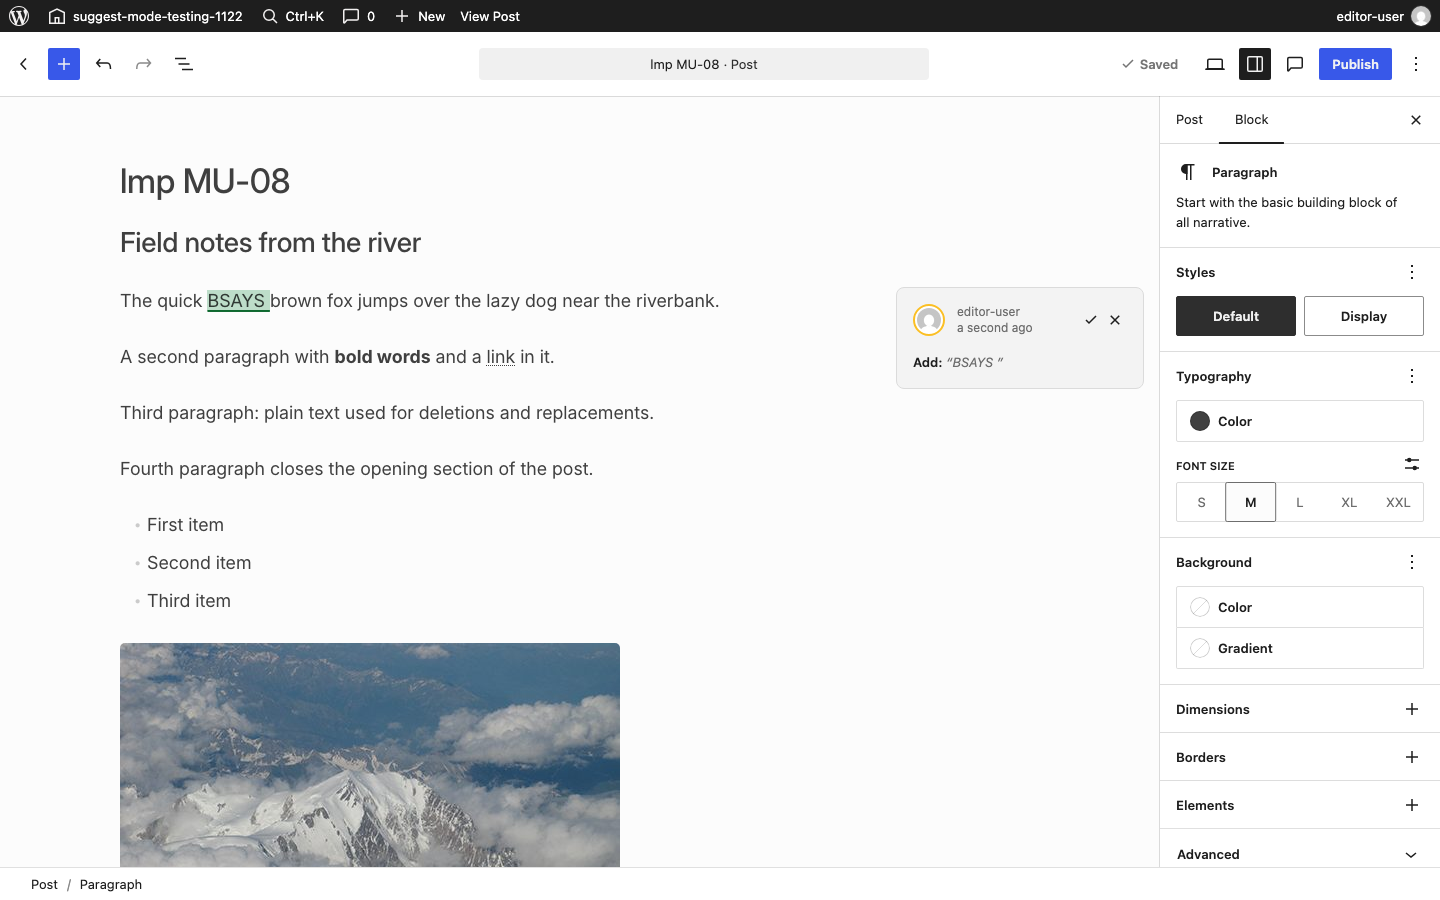 suggest-mode-testing-1122 Ctrl+K 0 New View Post editor-user
Imp MU-08 · Post Saved Publish
Imp MU-08
Field notes from the river
The quick BSAYS brown fox jumps over the lazy dog near the riverbank.
A second paragraph with bold words and a link in it.
Third paragraph: plain text used for deletions and replacements.
Fourth paragraph closes the opening section of the post.
• First item
• Second item
• Third item
editor-user
a second ago
Add: “BSAYS ”
Post Block
Paragraph
Start with the basic building block of
all narrative.
Styles
Default Display
Typography
Color
FONT SIZE
S M L XL XXL
Background
Color
Gradient
Dimensions
Borders
Elements
Advanced
Post / Paragraph